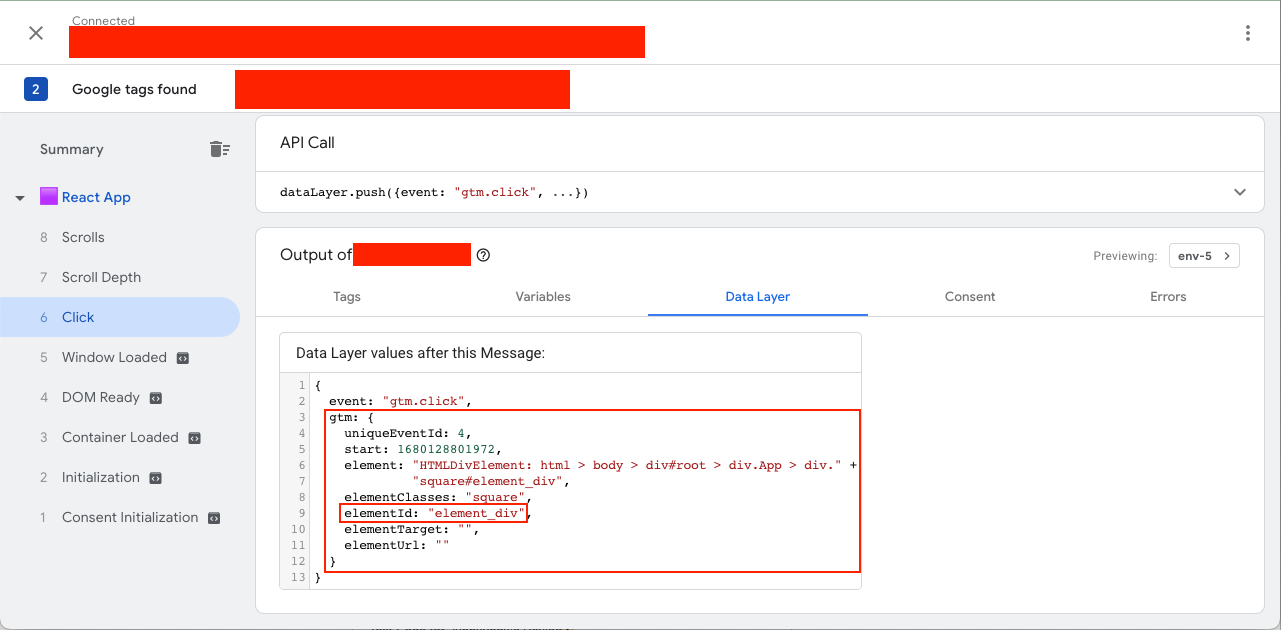 Connected
2 Google tags found
Summary
React App
8 Scrolls
7 Scroll Depth
6 Click
5 Window Loaded
4 DOM Ready
3 Container Loaded
2 Initialization
1 Consent Initialization
API Call
dataLayer.push({event: "gtm.click", ...})
Output of
Previewing: env-5
Tags Variables Data Layer Consent Errors
Data Layer values after this Message:
1 {
2 event: "gtm.click",
3 gtm: {
4 uniqueEventId: 4,
5 start: 1680128801972,
6 element: "HTMLDivElement: html > body > div#root > div.App > div." +
7 "square#element_div",
8 elementClasses: "square",
9 elementId: "element_div",
10 elementTarget: "",
11 elementUrl: ""
12 }
13 }